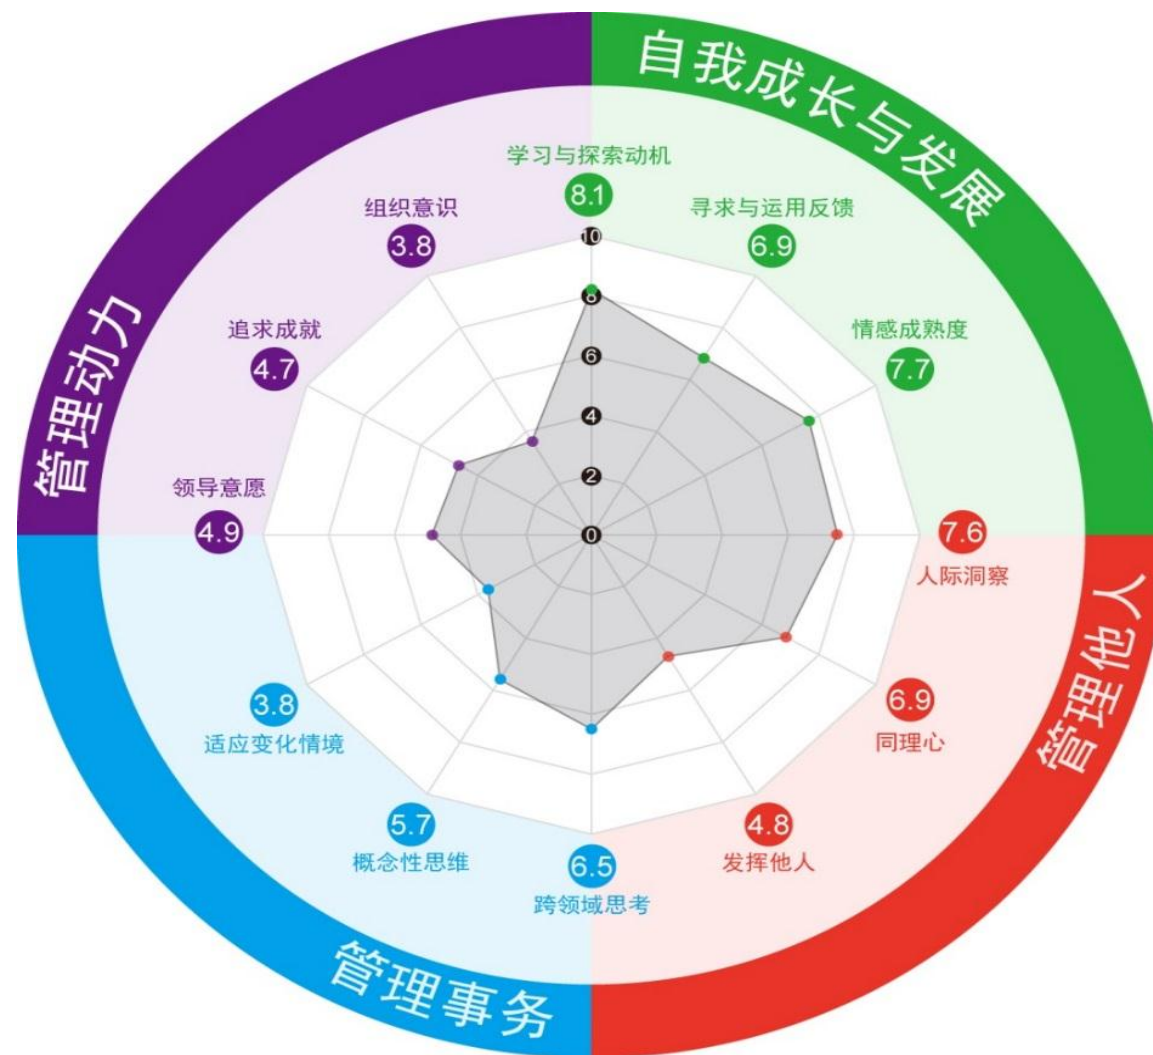 自我成长与发展
学习与探索动机
8.1
寻求与运用反馈
6.9
情感成熟度
7.7
管理他人
7.6
人际洞察
6.9
同理心
4.8
发挥他人
管理事务
6.5
跨领域思考
5.7
概念性思维
3.8
适应变化情境
管理动力
领导意愿
4.9
追求成就
4.7
组织意识
3.8
10
8
6
4
2
0